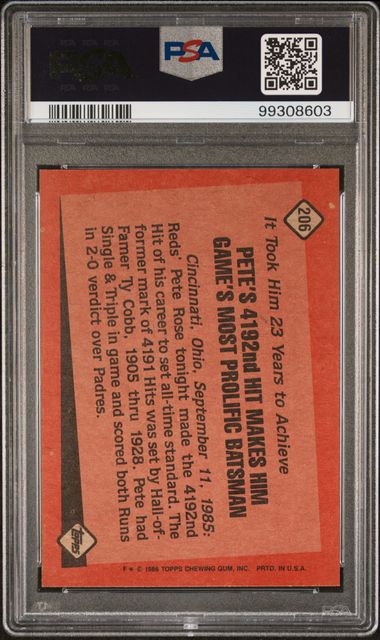 PSA
PSA
99308603
206
It Took Him 23 Years to Achieve
PETE'S 4192nd HIT MAKES HIM
GAME'S MOST PROLIFIC BATSMAN
Cincinnati, Ohio, September 11, 1985:
Reds' Pete Rose tonight made the 4192nd
Hit of his career to set all-time standard. The
former mark of 4191 Hits was set by Hall-of-
Famer Ty Cobb, 1905 thru 1928. Pete had
Single & Triple in game and scored both Runs
in 2-0 verdict over Padres.
TOPPS
F* © 1986 TOPPS CHEWING GUM, INC. PRTD. IN U.S.A.